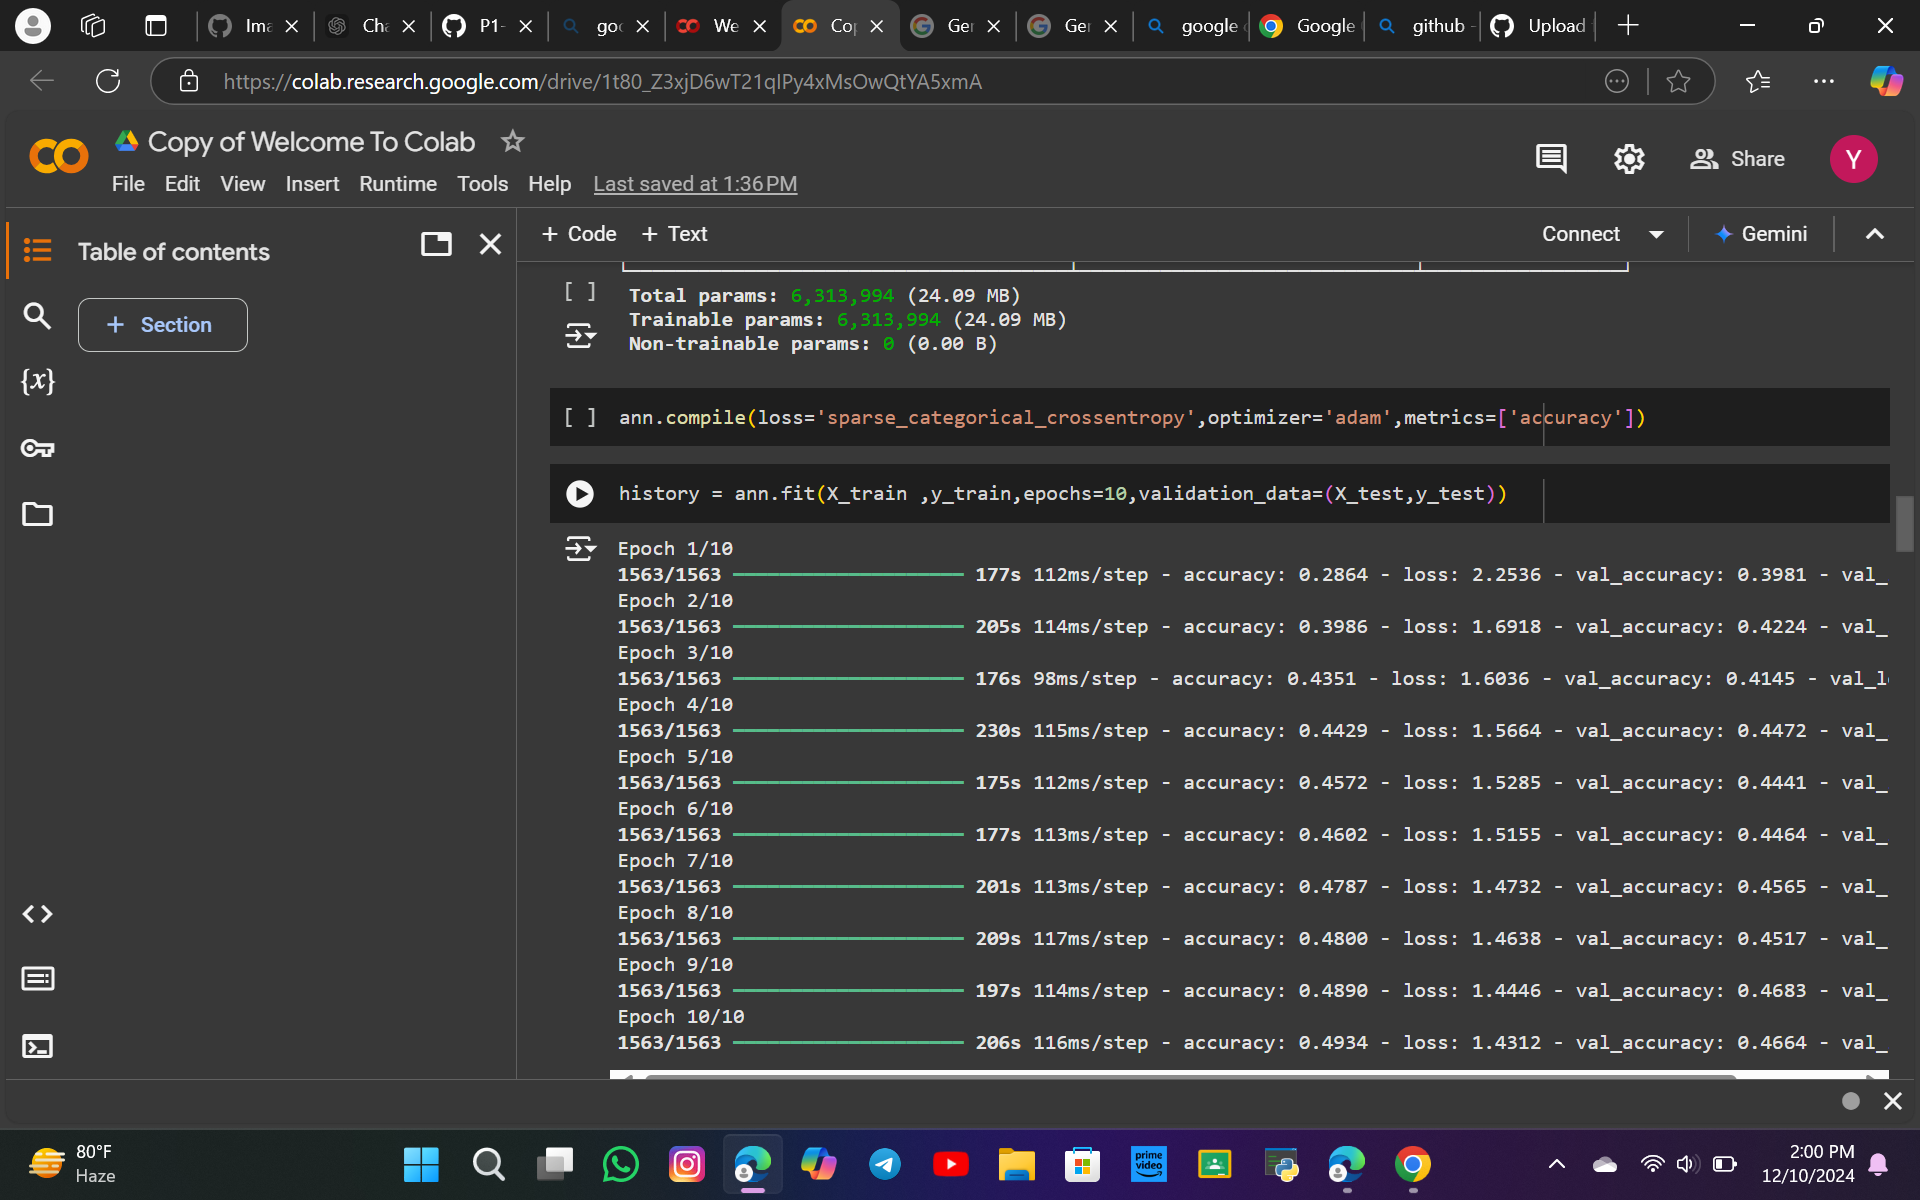 Ima
Cha
P1-
goo
We
Cop
Ger
Ger
google c
Google
github -
Upload
https://colab.research.google.com/drive/1t80_Z3xjD6wT21qIPy4xMsOwQtYA5xmA
Copy of Welcome To Colab
File Edit View Insert Runtime Tools Help Last saved at 1:36 PM
Share
Y
Table of contents
+ Section
{x}
+ Code + Text
Connect
Gemini
[ ]
Total params: 6,313,994 (24.09 MB)
Trainable params: 6,313,994 (24.09 MB)
Non-trainable params: 0 (0.00 B)
[ ] ann.compile(loss='sparse_categorical_crossentropy',optimizer='adam',metrics=['accuracy'])
history = ann.fit(X_train ,y_train,epochs=10,validation_data=(X_test,y_test))
Epoch 1/10
1563/1563 177s 112ms/step - accuracy: 0.2864 - loss: 2.2536 - val_accuracy: 0.3981 - val_
Epoch 2/10
1563/1563 205s 114ms/step - accuracy: 0.3986 - loss: 1.6918 - val_accuracy: 0.4224 - val_
Epoch 3/10
1563/1563 176s 98ms/step - accuracy: 0.4351 - loss: 1.6036 - val_accuracy: 0.4145 - val_l
Epoch 4/10
1563/1563 230s 115ms/step - accuracy: 0.4429 - loss: 1.5664 - val_accuracy: 0.4472 - val_
Epoch 5/10
1563/1563 175s 112ms/step - accuracy: 0.4572 - loss: 1.5285 - val_accuracy: 0.4441 - val_
Epoch 6/10
1563/1563 177s 113ms/step - accuracy: 0.4602 - loss: 1.5155 - val_accuracy: 0.4464 - val_
Epoch 7/10
1563/1563 201s 113ms/step - accuracy: 0.4787 - loss: 1.4732 - val_accuracy: 0.4565 - val_
Epoch 8/10
1563/1563 209s 117ms/step - accuracy: 0.4800 - loss: 1.4638 - val_accuracy: 0.4517 - val_
Epoch 9/10
1563/1563 197s 114ms/step - accuracy: 0.4890 - loss: 1.4446 - val_accuracy: 0.4683 - val_
Epoch 10/10
1563/1563 206s 116ms/step - accuracy: 0.4934 - loss: 1.4312 - val_accuracy: 0.4664 - val_
80°F
Haze
prime
video
2:00 PM
12/10/2024